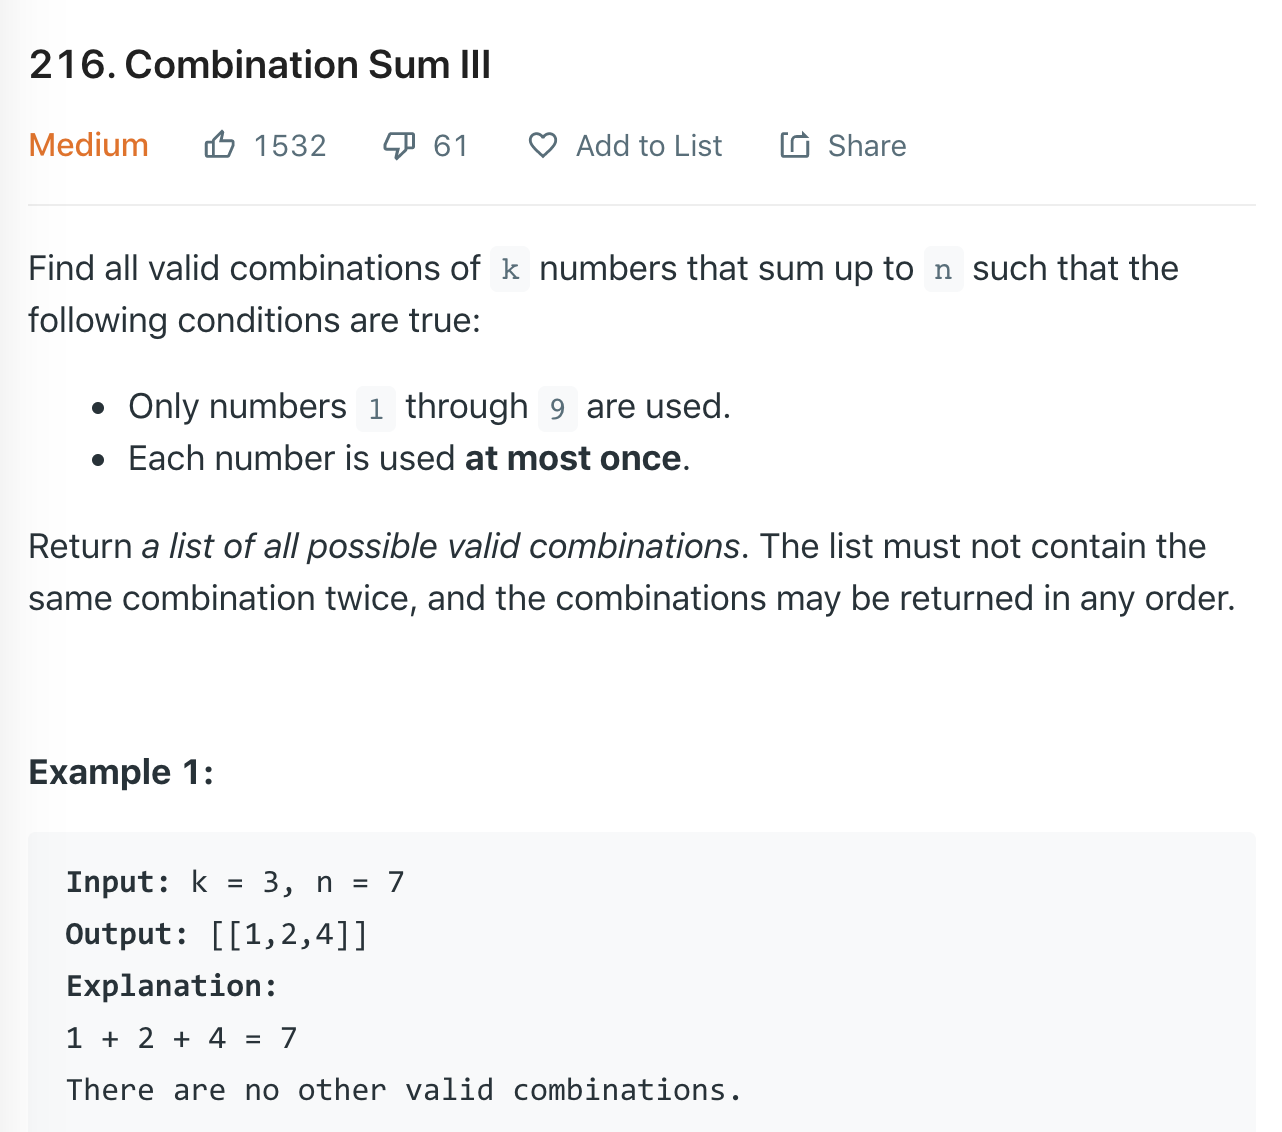 216. Combination Sum III
Medium 1532 61 Add to List Share
Find all valid combinations of k numbers that sum up to n such that the
following conditions are true:
• Only numbers 1 through 9 are used.
• Each number is used at most once.
Return a list of all possible valid combinations. The list must not contain the
same combination twice, and the combinations may be returned in any order.
Example 1:
Input: k = 3, n = 7
Output: [[1,2,4]]
Explanation:
1 + 2 + 4 = 7
There are no other valid combinations.